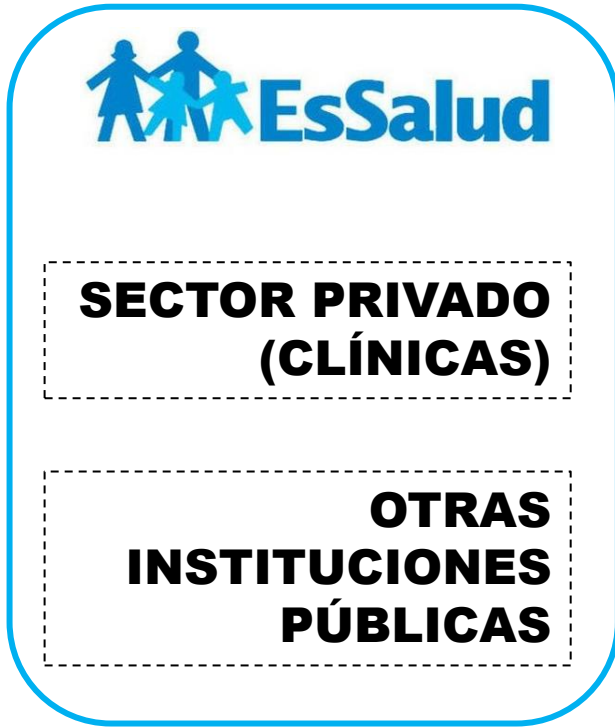 EsSalud
SECTOR PRIVADO
(CLÍNICAS)
OTRAS
INSTITUCIONES
PÚBLICAS